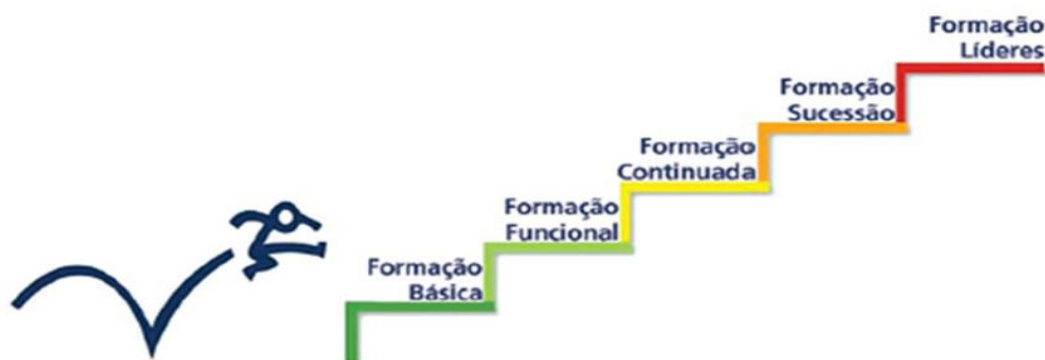 Formação
Líderes
Formação
Sucessão
Formação
Continuada
Formação
Funcional
Formação
Básica